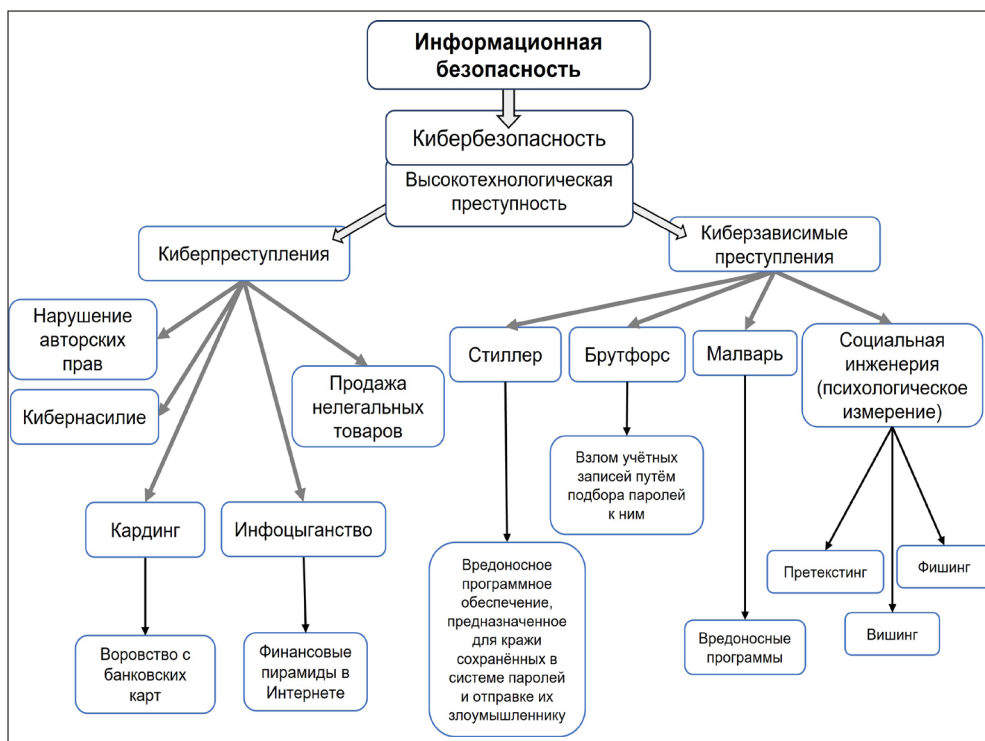 Информационная
безопасность
Кибербезопасность
Высокотехнологическая
преступность
Киберпреступления
Киберзависимые
преступления
Нарушение
авторских
прав
Кибернасилие
Продажа
нелегальных
товаров
Кардинг
Инфоцыганство
Воровство с
банковских
карт
Финансовые
пирамиды в
Интернете
Стиллер
Брутфорс
Малварь
Социальная
инженерия
(психологическое
измерение)
Взлом учётных
записей путём
подбора паролей
к ним
Вредоносное
программное
обеспечение,
предназначенное
для кражи
сохранённых в
системе паролей
и отправке их
злоумышленнику
Вредоносные
программы
Претекстинг
Вишинг
Фишинг